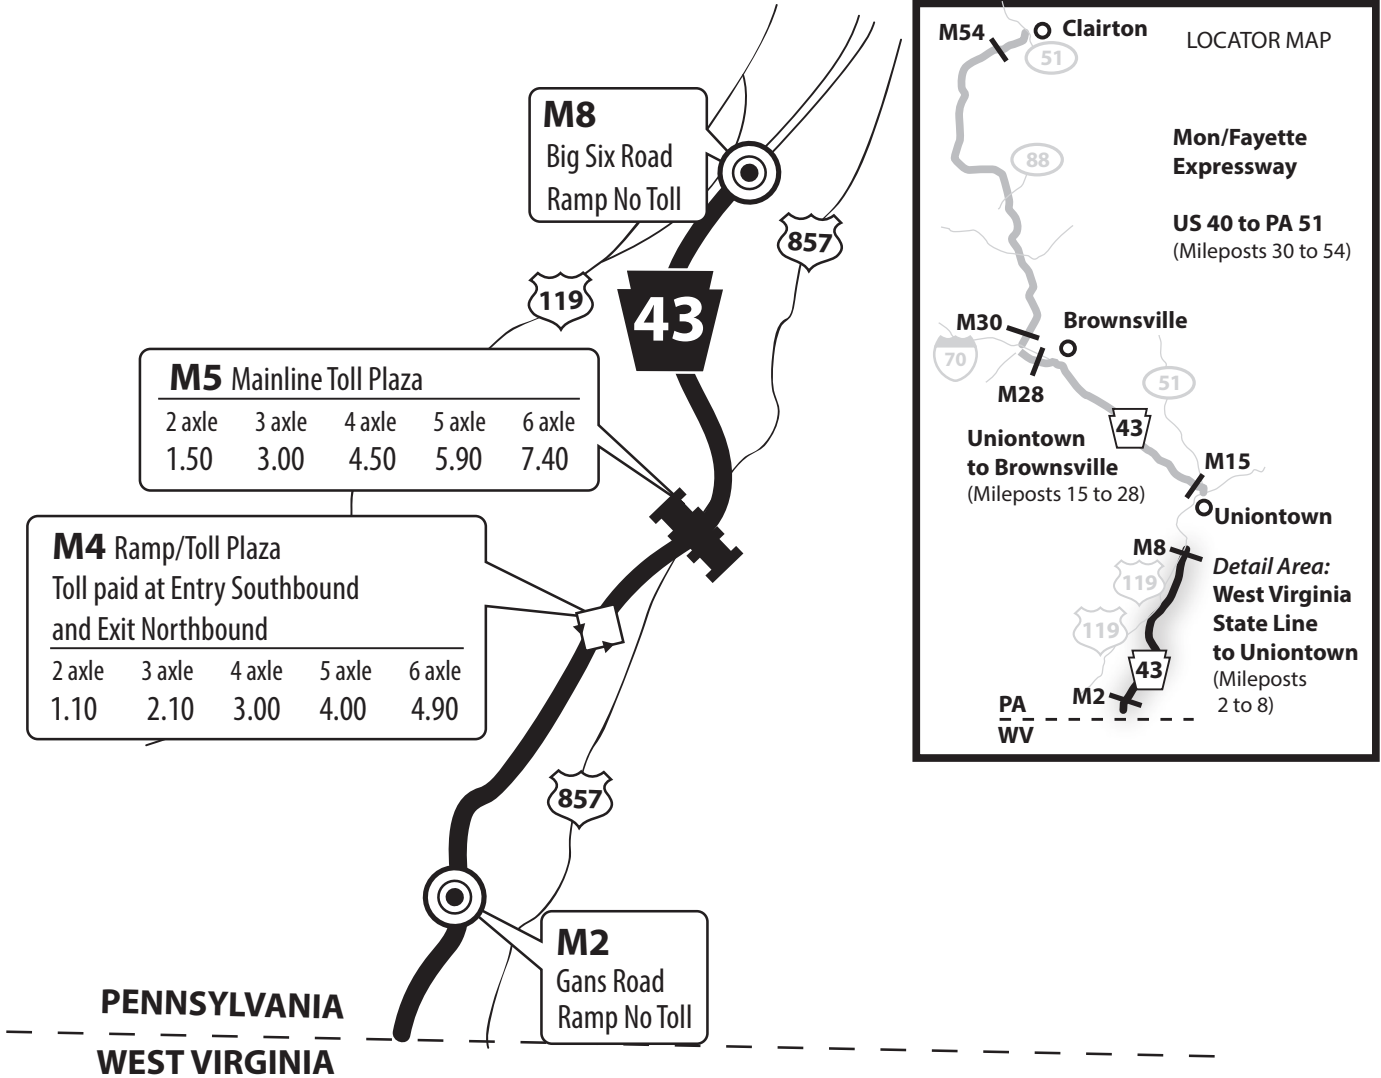 M8
Big Six Road
Ramp No Toll
857
119
43
M5 Mainline Toll Plaza
2 axle 3 axle 4 axle 5 axle 6 axle
1.50 3.00 4.50 5.90 7.40
M4 Ramp/Toll Plaza
Toll paid at Entry Southbound
and Exit Northbound
2 axle 3 axle 4 axle 5 axle 6 axle
1.10 2.10 3.00 4.00 4.90
857
M2
Gans Road
Ramp No Toll
PENNSYLVANIA
WEST VIRGINIA
LOCATOR MAP
M54
Clairton
51
Mon/Fayette
Expressway
88
US 40 to PA 51
(Mileposts 30 to 54)
M30
Brownsville
70
M28
51
43
Uniontown
to Brownsville
(Mileposts 15 to 28)
M15
Uniontown
M8
119
119
Detail Area:
West Virginia
State Line
to Uniontown
(Mileposts
2 to 8)
43
M2
PA
WV